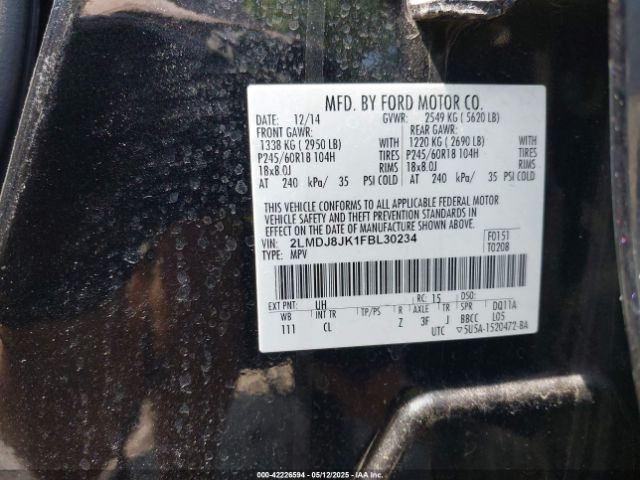 MFD. BY FORD MOTOR CO.
DATE: 12/14 GVWR: 2549 KG ( 5620 LB)
FRONT GAWR: REAR GAWR:
1338 KG ( 2950 LB) WITH 1220 KG ( 2690 LB) WITH
P245/60R18 104H TIRES P245/60R18 104H TIRES
18x8.0J RIMS 18x8.0J RIMS
AT 240 kPa/ 35 PSI COLD AT 240 kPa/ 35 PSI COLD
THIS VEHICLE CONFORMS TO ALL APPLICABLE FEDERAL MOTOR
VEHICLE SAFETY AND THEFT PREVENTION STANDARDS IN
EFFECT ON THE DATE OF MANUFACTURE SHOWN ABOVE.
VIN: 2LMDJ8JK1FBL30234 F0151
TYPE: MPV T0208
EXT PNT: UH RC: 15 DSO:
WB INT TR TP/PS R AXLE TR SPR DQ11A
111 CL Z 3F J BBCC L05
UTC ▽5U5A-1520472-BA
000-42226594 - 05/12/2025 - IAA Inc.